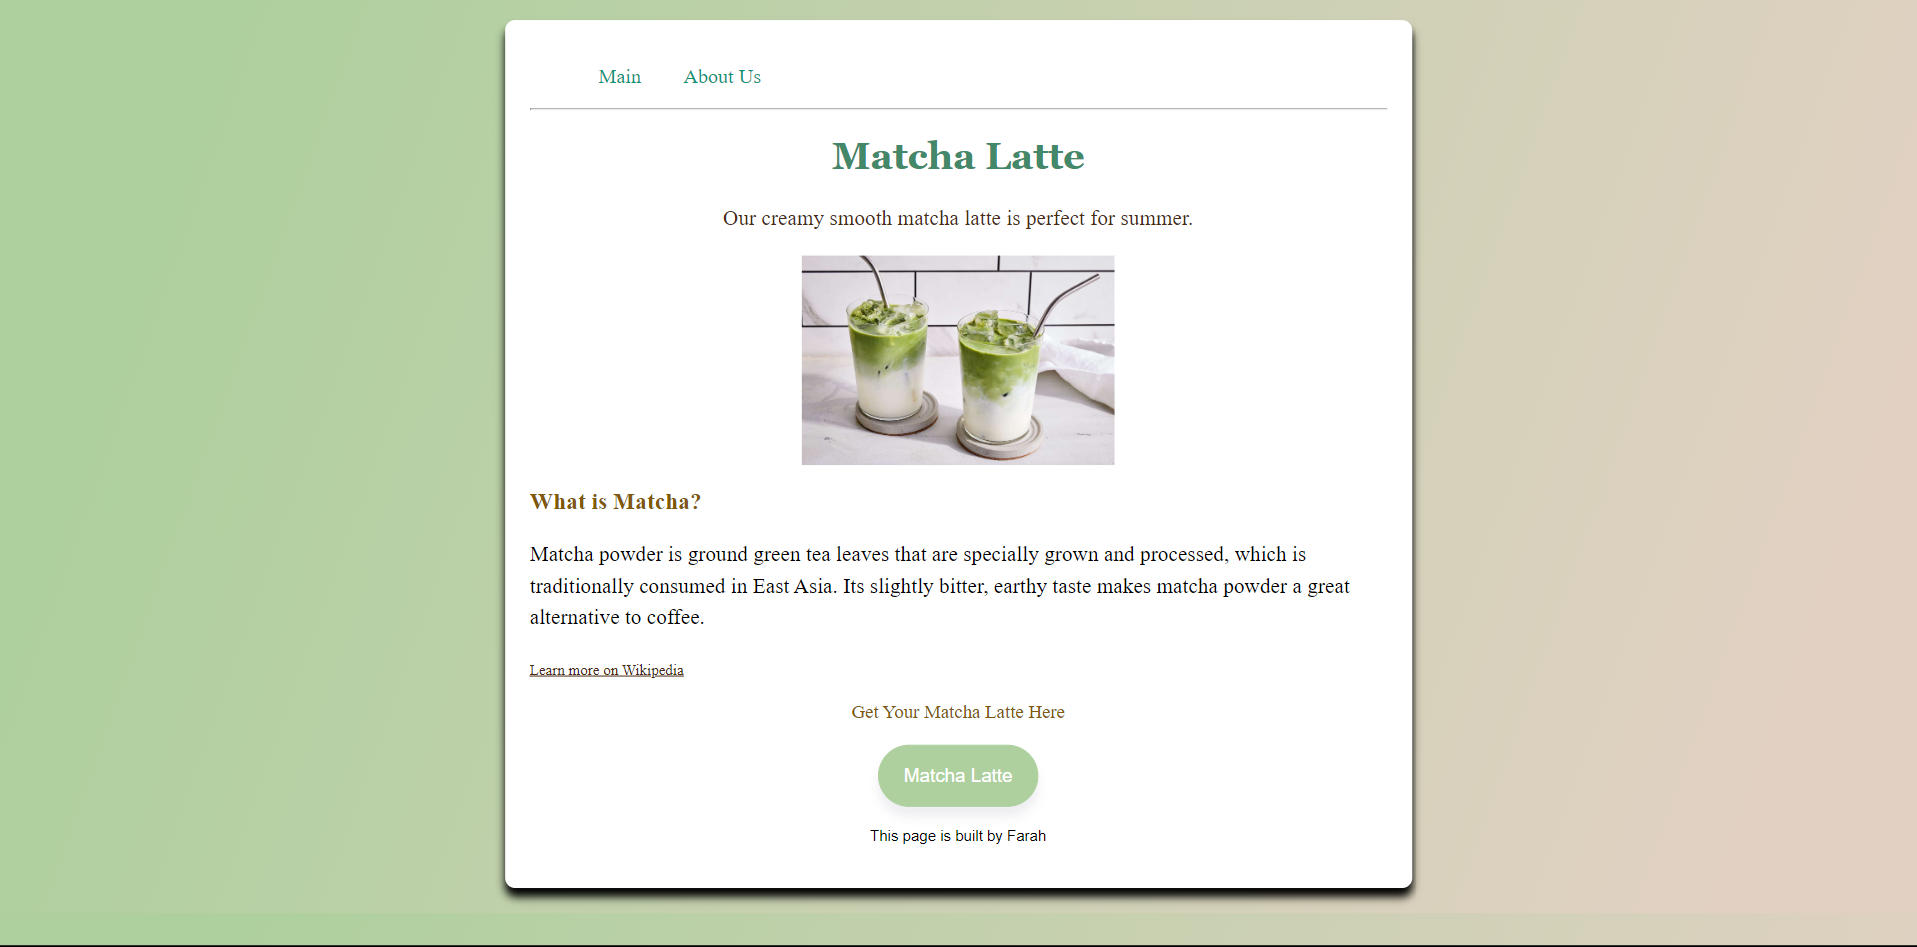 Main About Us
Matcha Latte
Our creamy smooth matcha latte is perfect for summer.
What is Matcha?
Matcha powder is ground green tea leaves that are specially grown and processed, which is
traditionally consumed in East Asia. Its slightly bitter, earthy taste makes matcha powder a great
alternative to coffee.
Learn more on Wikipedia
Get Your Matcha Latte Here
Matcha Latte
This page is built by Farah